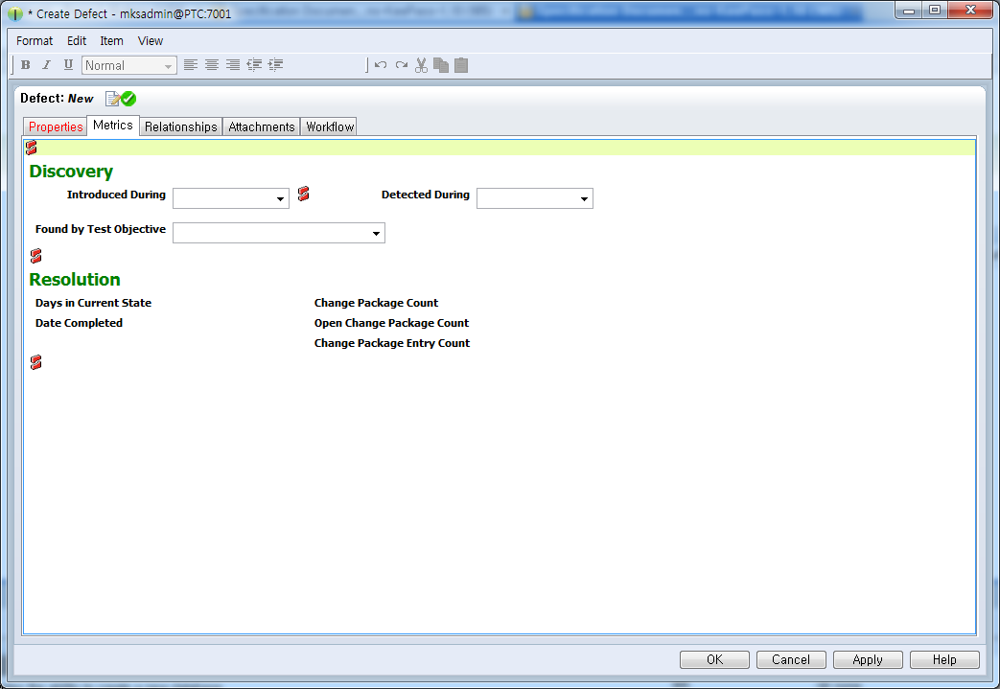 * Create Defect - mksadmin@PTC:7001
Format Edit Item View
B I U Normal
Defect: New
Properties Metrics Relationships Attachments Workflow
Discovery
Introduced During Detected During
Found by Test Objective
Resolution
Days in Current State Change Package Count
Date Completed Open Change Package Count
Change Package Entry Count
OK Cancel Apply Help